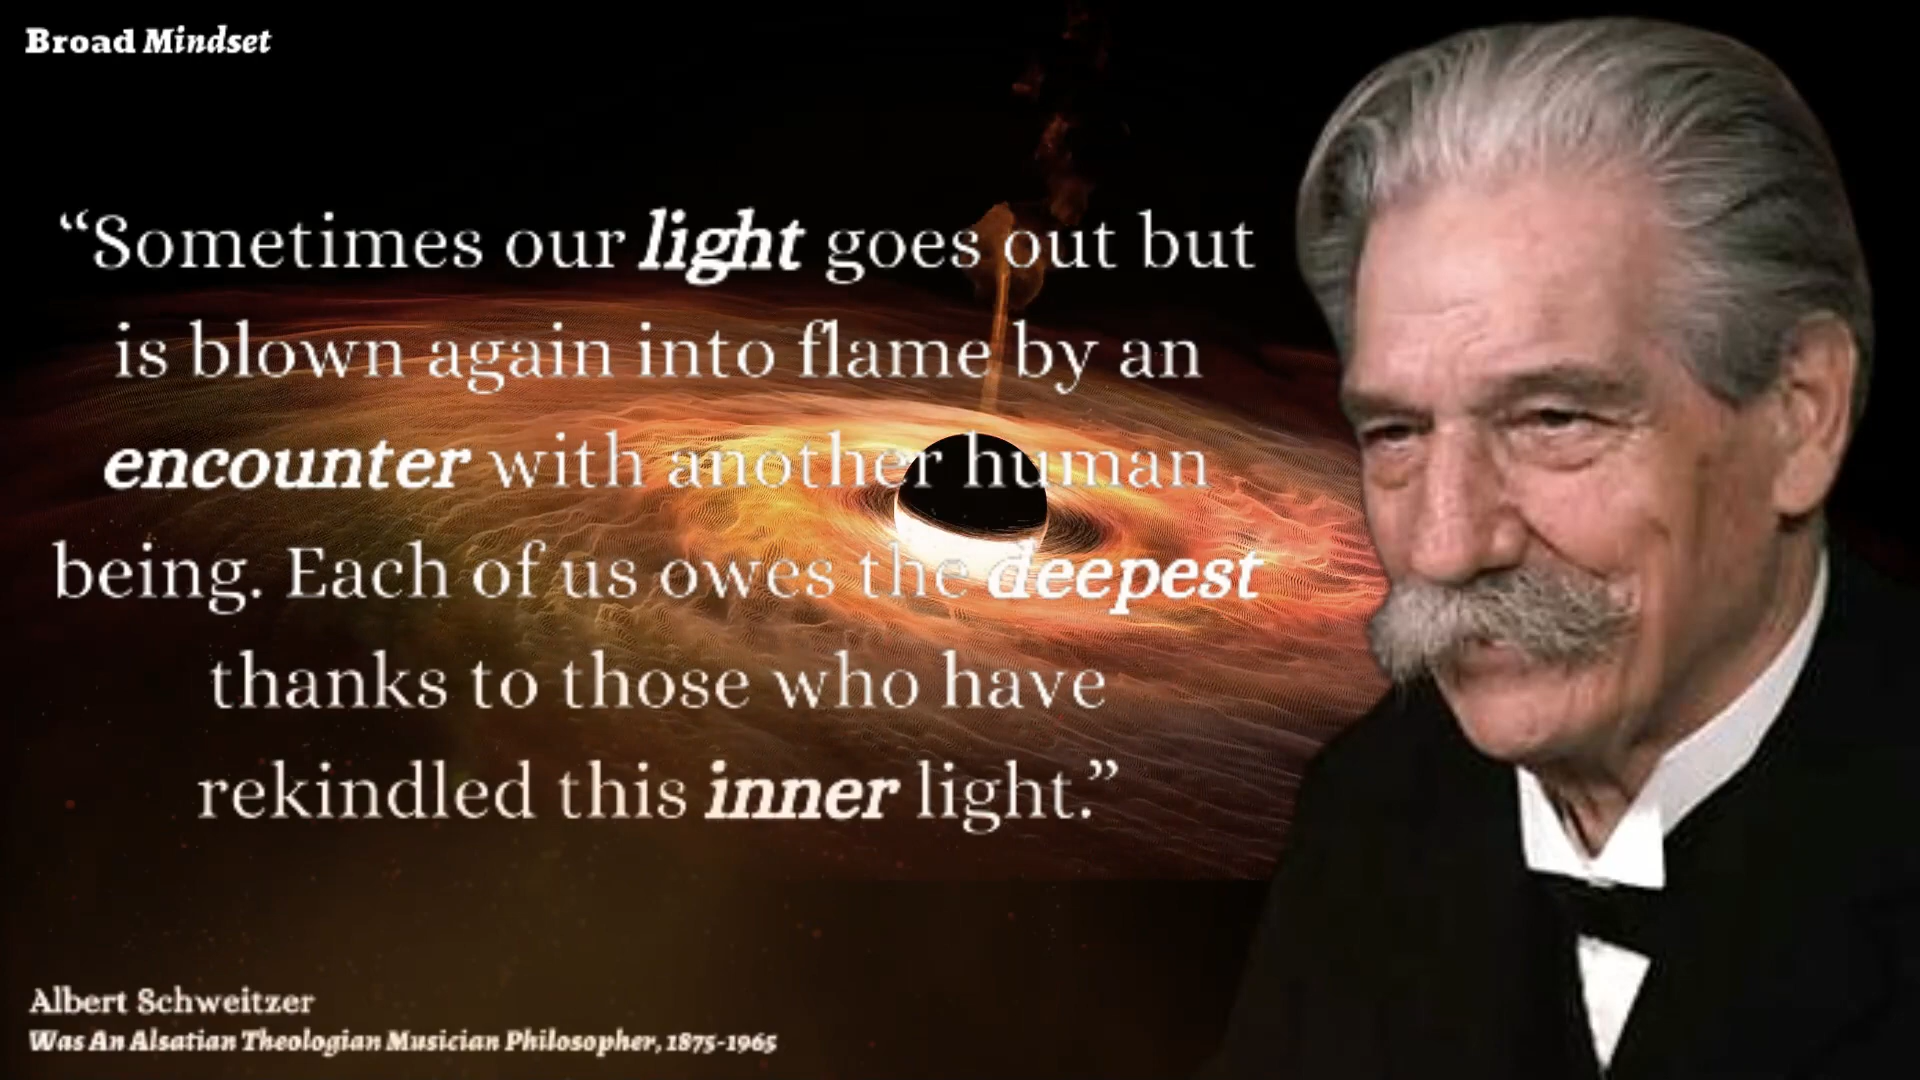 Broad Mindset
“Sometimes our light goes out but
is blown again into flame by an
encounter with another human
being. Each of us owes the deepest
thanks to those who have
rekindled this inner light.”
Albert Schweitzer
Was An Alsatian Theologian Musician Philosopher, 1875-1965